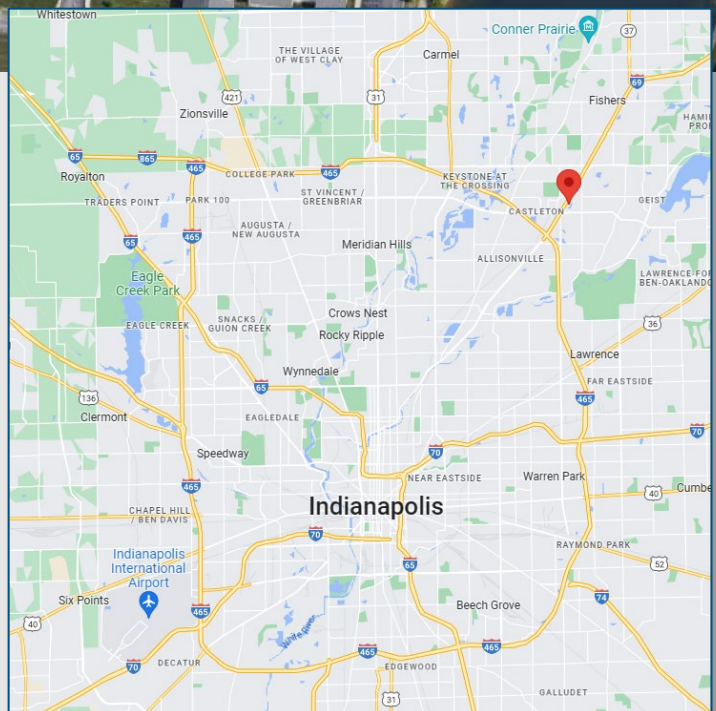 Whitestown
Conner Prairie
37
THE VILLAGE
OF WEST CLAY
Carmel
69
421
31
Fishers
Zionsville
65
865
465
COLLEGE PARK
465
KEYSTONE AT
THE CROSSING
Royalton
TRADERS POINT
PARK 100
ST VINCENT /
GREENBRIAR
GEIST
CASTLETON
AUGUSTA /
NEW AUGUSTA
65
465
Meridian Hills
ALLISONVILLE
Eagle
Creek Park
LAWRENCE-FOR
BEN-OAKLANDO
EAGLE CREEK
SNACKS /
GUION CREEK
Crows Nest
36
Rocky Ripple
Lawrence
Wynnedale
65
FAR EASTSIDE
136
465
Clermont
EAGLEDALE
70
Speedway
70
NEAR EASTSIDE
Warren Park
465
40
Cumbe
Indianapolis
CHAPEL HILL
/ BEN DAVIS
70
RAYMOND PARK
Indianapolis
International
Airport
65
52
Six Points
465
Beech Grove
74
40
White River
465
465
70
DECATUR
EDGEWOOD
31
GALLUDET